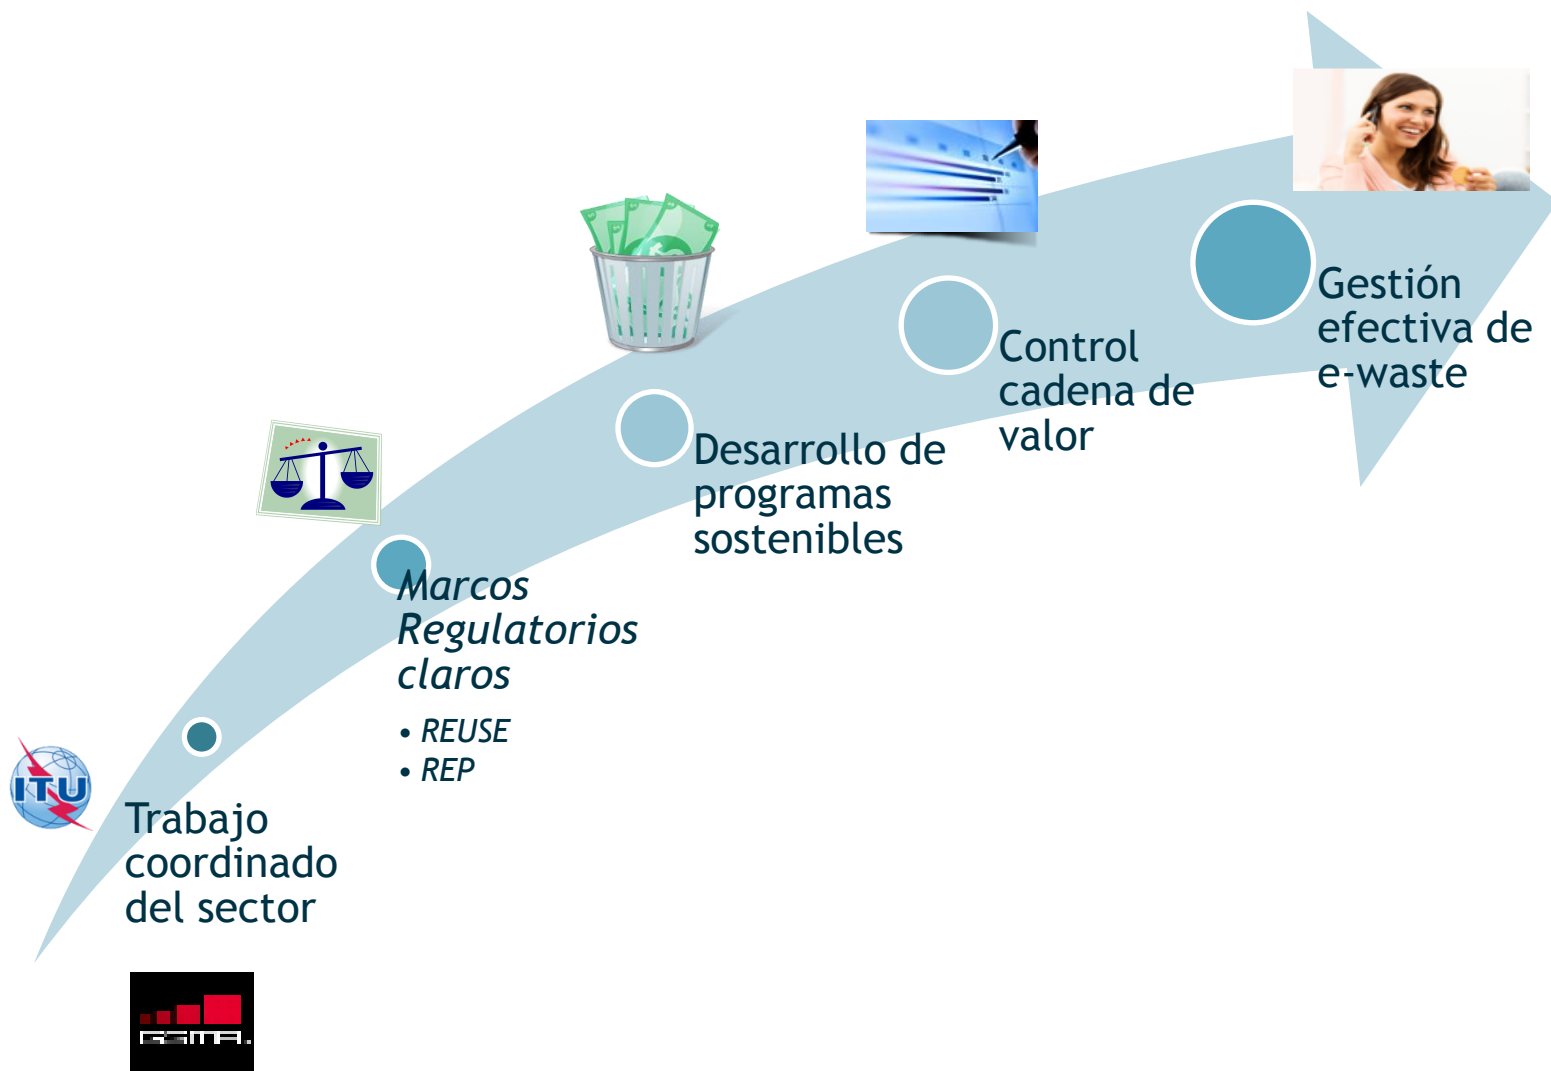 ITU
Trabajo
coordinado
del sector
GSMA.
Marcos
Regulatorios
claros
• REUSE
• REP
Desarrollo de
programas
sostenibles
Control
cadena de
valor
Gestión
efectiva de
e-waste